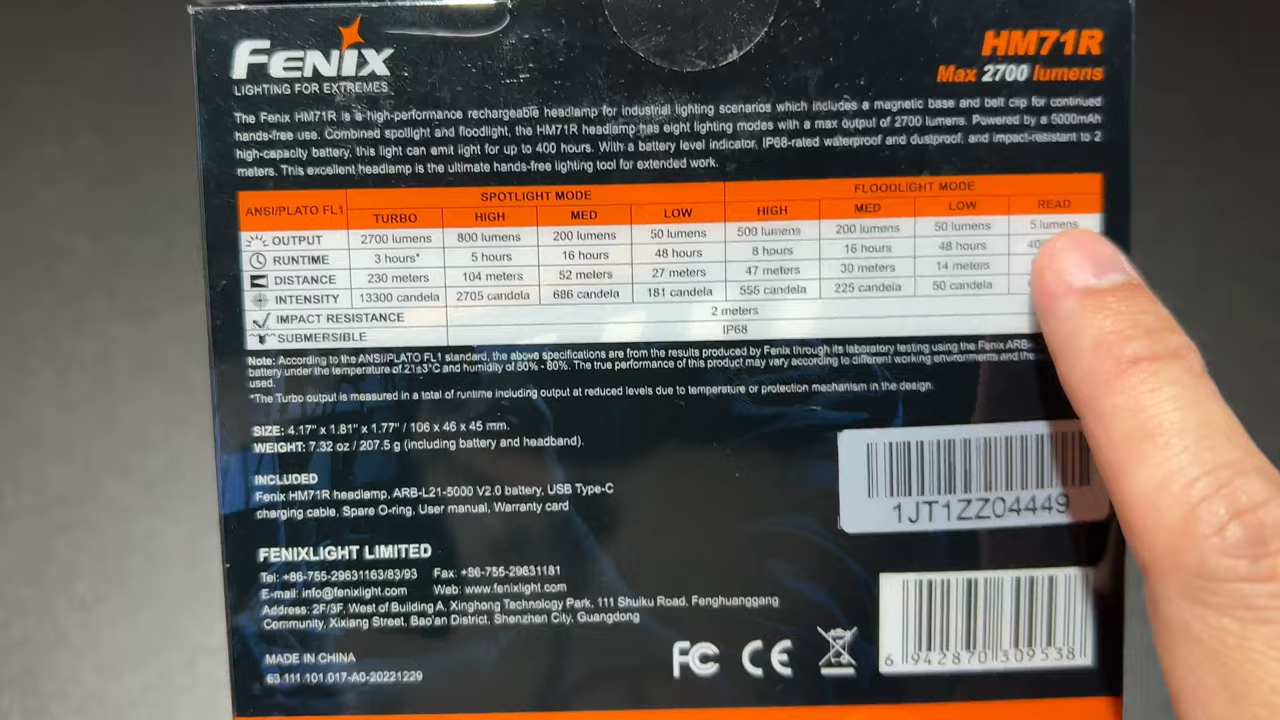 FENIX
LIGHTING FOR EXTREMES
HM71R
Max 2700 lumens
The Fenix HM71R is a high-performance rechargeable headlamp for industrial lighting scenarios which includes a magnetic base and belt clip for continued
hands-free use. Combined spotlight and floodlight, the HM71R headlamp has eight lighting modes with a max output of 2700 lumens. Powered by a 5000mAh
high-capacity battery, this light can emit light for up to 400 hours. With a battery level indicator, IP68-rated waterproof and dustproof, and impact-resistant to 2
meters. This excellent headlamp is the ultimate hands-free lighting tool for extended work.
ANSI/PLATO FL1 SPOTLIGHT MODE FLOODLIGHT MODE
TURBO HIGH MED LOW HIGH MED LOW READ
OUTPUT 2700 lumens 800 lumens 200 lumens 50 lumens 500 lumens 200 lumens 50 lumens 5 lumens
RUNTIME 3 hours* 5 hours 16 hours 48 hours 8 hours 16 hours 48 hours
DISTANCE 230 meters 104 meters 52 meters 27 meters 47 meters 30 meters 14 meters
INTENSITY 13300 candela 2705 candela 686 candela 181 candela 555 candela 225 candela 50 candela
IMPACT RESISTANCE 2 meters
SUBMERSIBLE IP68
Note: According to the ANSI/PLATO FL1 standard, the above specifications are from the results produced by Fenix through its laboratory testing using the Fenix ARB-
battery under the temperature of 21±3°C and humidity of 50% - 80%. The true performance of this product may vary according to different working environments and the
used.
*The Turbo output is measured in a total of runtime including output at reduced levels due to temperature or protection mechanism in the design.
SIZE: 4.17" x 1.81" x 1.77" / 106 x 46 x 45 mm.
WEIGHT: 7.32 oz / 207.5 g (including battery and headband).
INCLUDED
Fenix HM71R headlamp, ARB-L21-5000 V2.0 battery, USB Type-C
charging cable, Spare O-ring, User manual, Warranty card
1JT1ZZ04449
FENIXLIGHT LIMITED
Tel: +86-755-29631163/83/93 Fax: +86-755-29631181
E-mail: info@fenixlight.com Web: www.fenixlight.com
Address: 2F/3F, West of Building A, Xinghong Technology Park, 111 Shuiku Road, Fenghuanggang
Community, Xixiang Street, Bao'an District, Shenzhen City, Guangdong
MADE IN CHINA
63.111.101.017-A0-20221229
FC CE
6 942870 309538